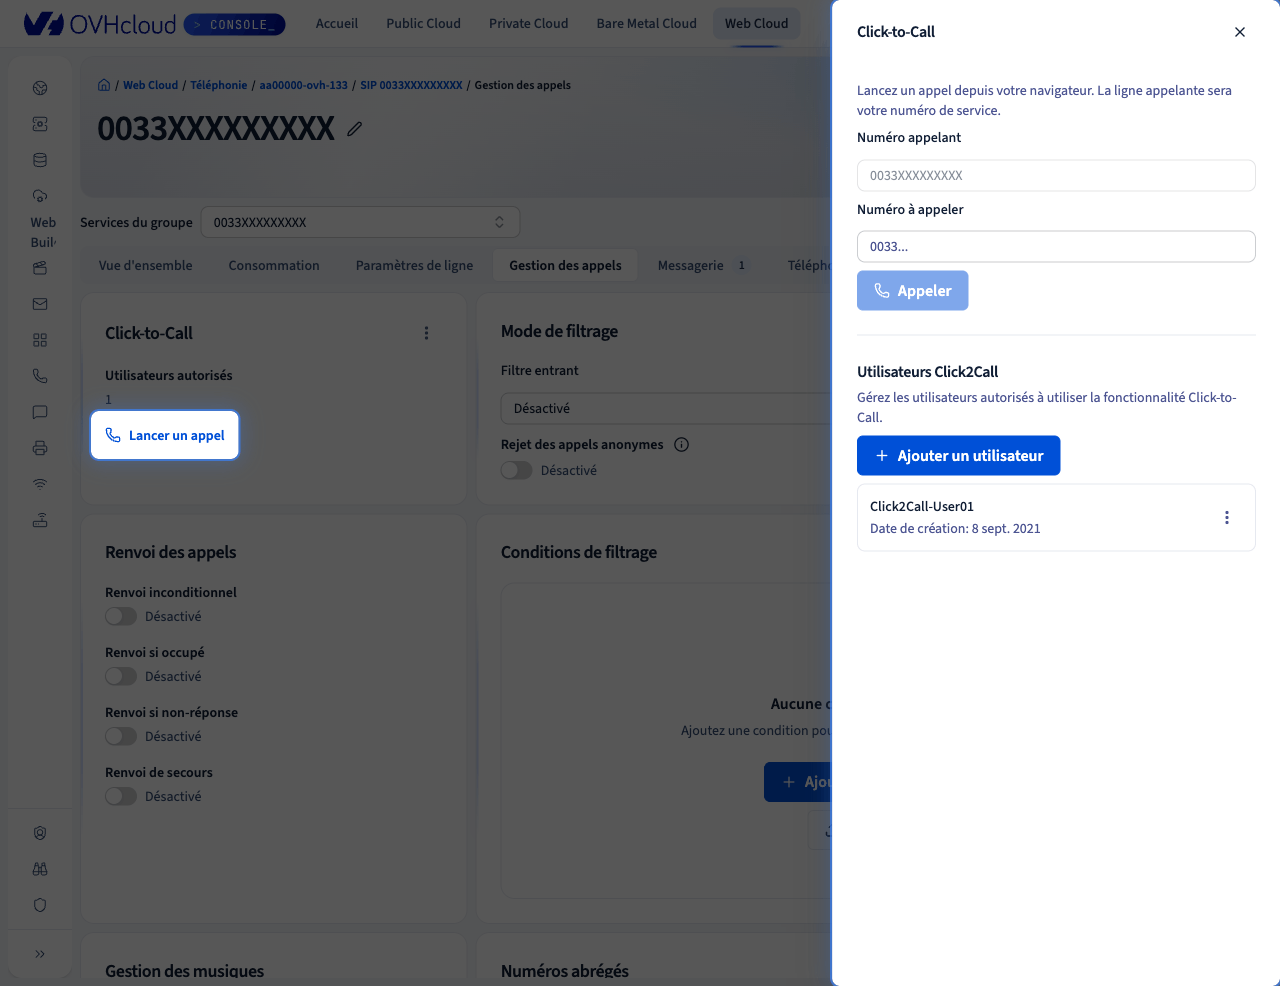 OVHcloud
> CONSOLE_
Accueil
Public Cloud
Private Cloud
Bare Metal Cloud
Web Cloud
/ Web Cloud / Téléphonie / aa00000-ovh-133 / SIP 0033XXXXXXXXX / Gestion des appels
0033XXXXXXXXX
Web
Services du groupe
0033XXXXXXXXX
Vue d'ensemble
Consommation
Paramètres de ligne
Gestion des appels
Messagerie
1
Click-to-Call
Utilisateurs autorisés
1
Lancer un appel
Mode de filtrage
Filtre entrant
Désactivé
Rejet des appels anonymes
Désactivé
Renvoi des appels
Renvoi inconditionnel
Désactivé
Renvoi si occupé
Désactivé
Renvoi si non-réponse
Désactivé
Renvoi de secours
Désactivé
Conditions de filtrage
Aucune
Ajoutez une condition
Gestion des musiques
Numéros abrégés
Click-to-Call
Lancez un appel depuis votre navigateur. La ligne appelante sera
votre numéro de service.
Numéro appelant
0033XXXXXXXXX
Numéro à appeler
0033...
Appeler
Utilisateurs Click2Call
Gérez les utilisateurs autorisés à utiliser la fonctionnalité Click-to-
Call.
Ajouter un utilisateur
Click2Call-User01
Date de création: 8 sept. 2021